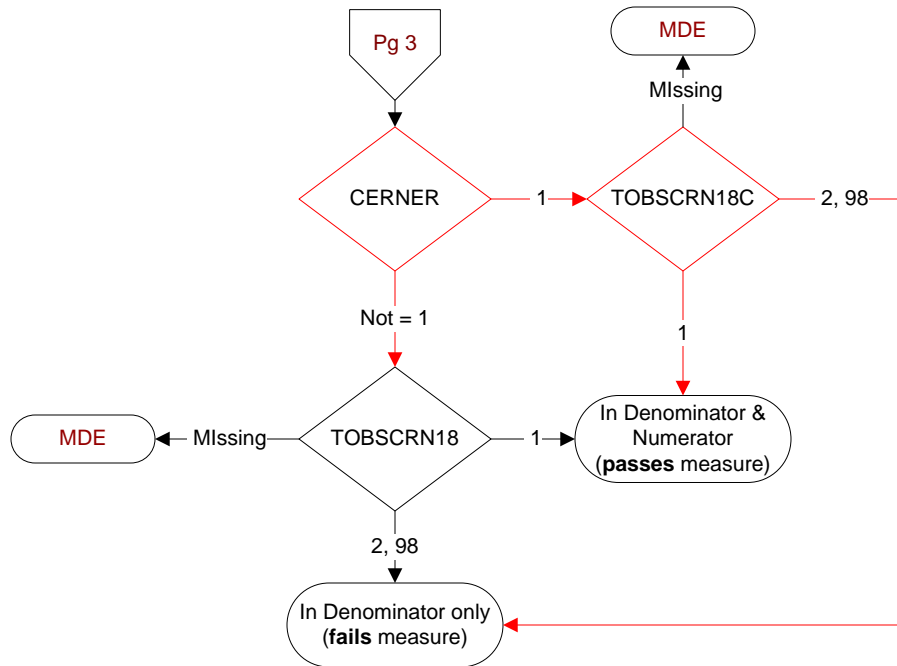 Pg 3
MDE
MIssing
CERNER
1
TOBSCRN18C
2, 98
Not = 1
1
MDE
MIssing
TOBSCRN18
1
In Denominator &
Numerator
(passes measure)
2, 98
In Denominator only
(fails measure)